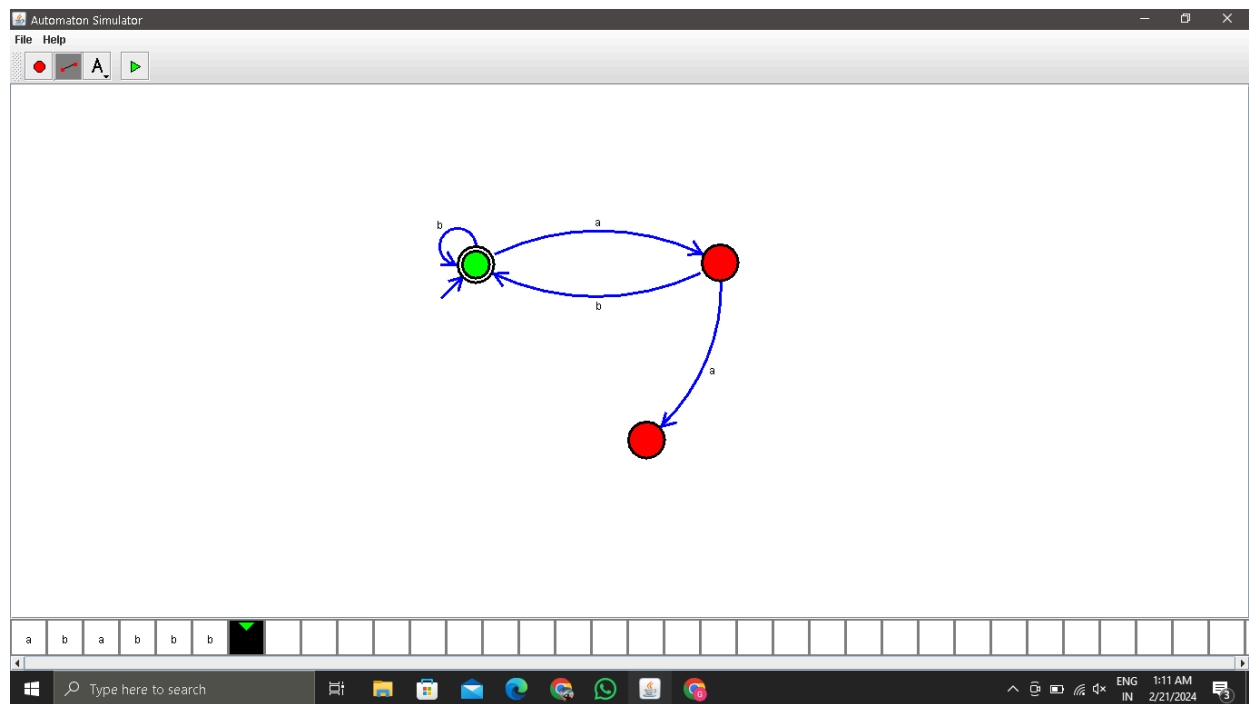 Automaton Simulator
File Help
A
b
a
b
a
a b a b b b
Type here to search
ENG 1:11 AM
IN 2/21/2024
3